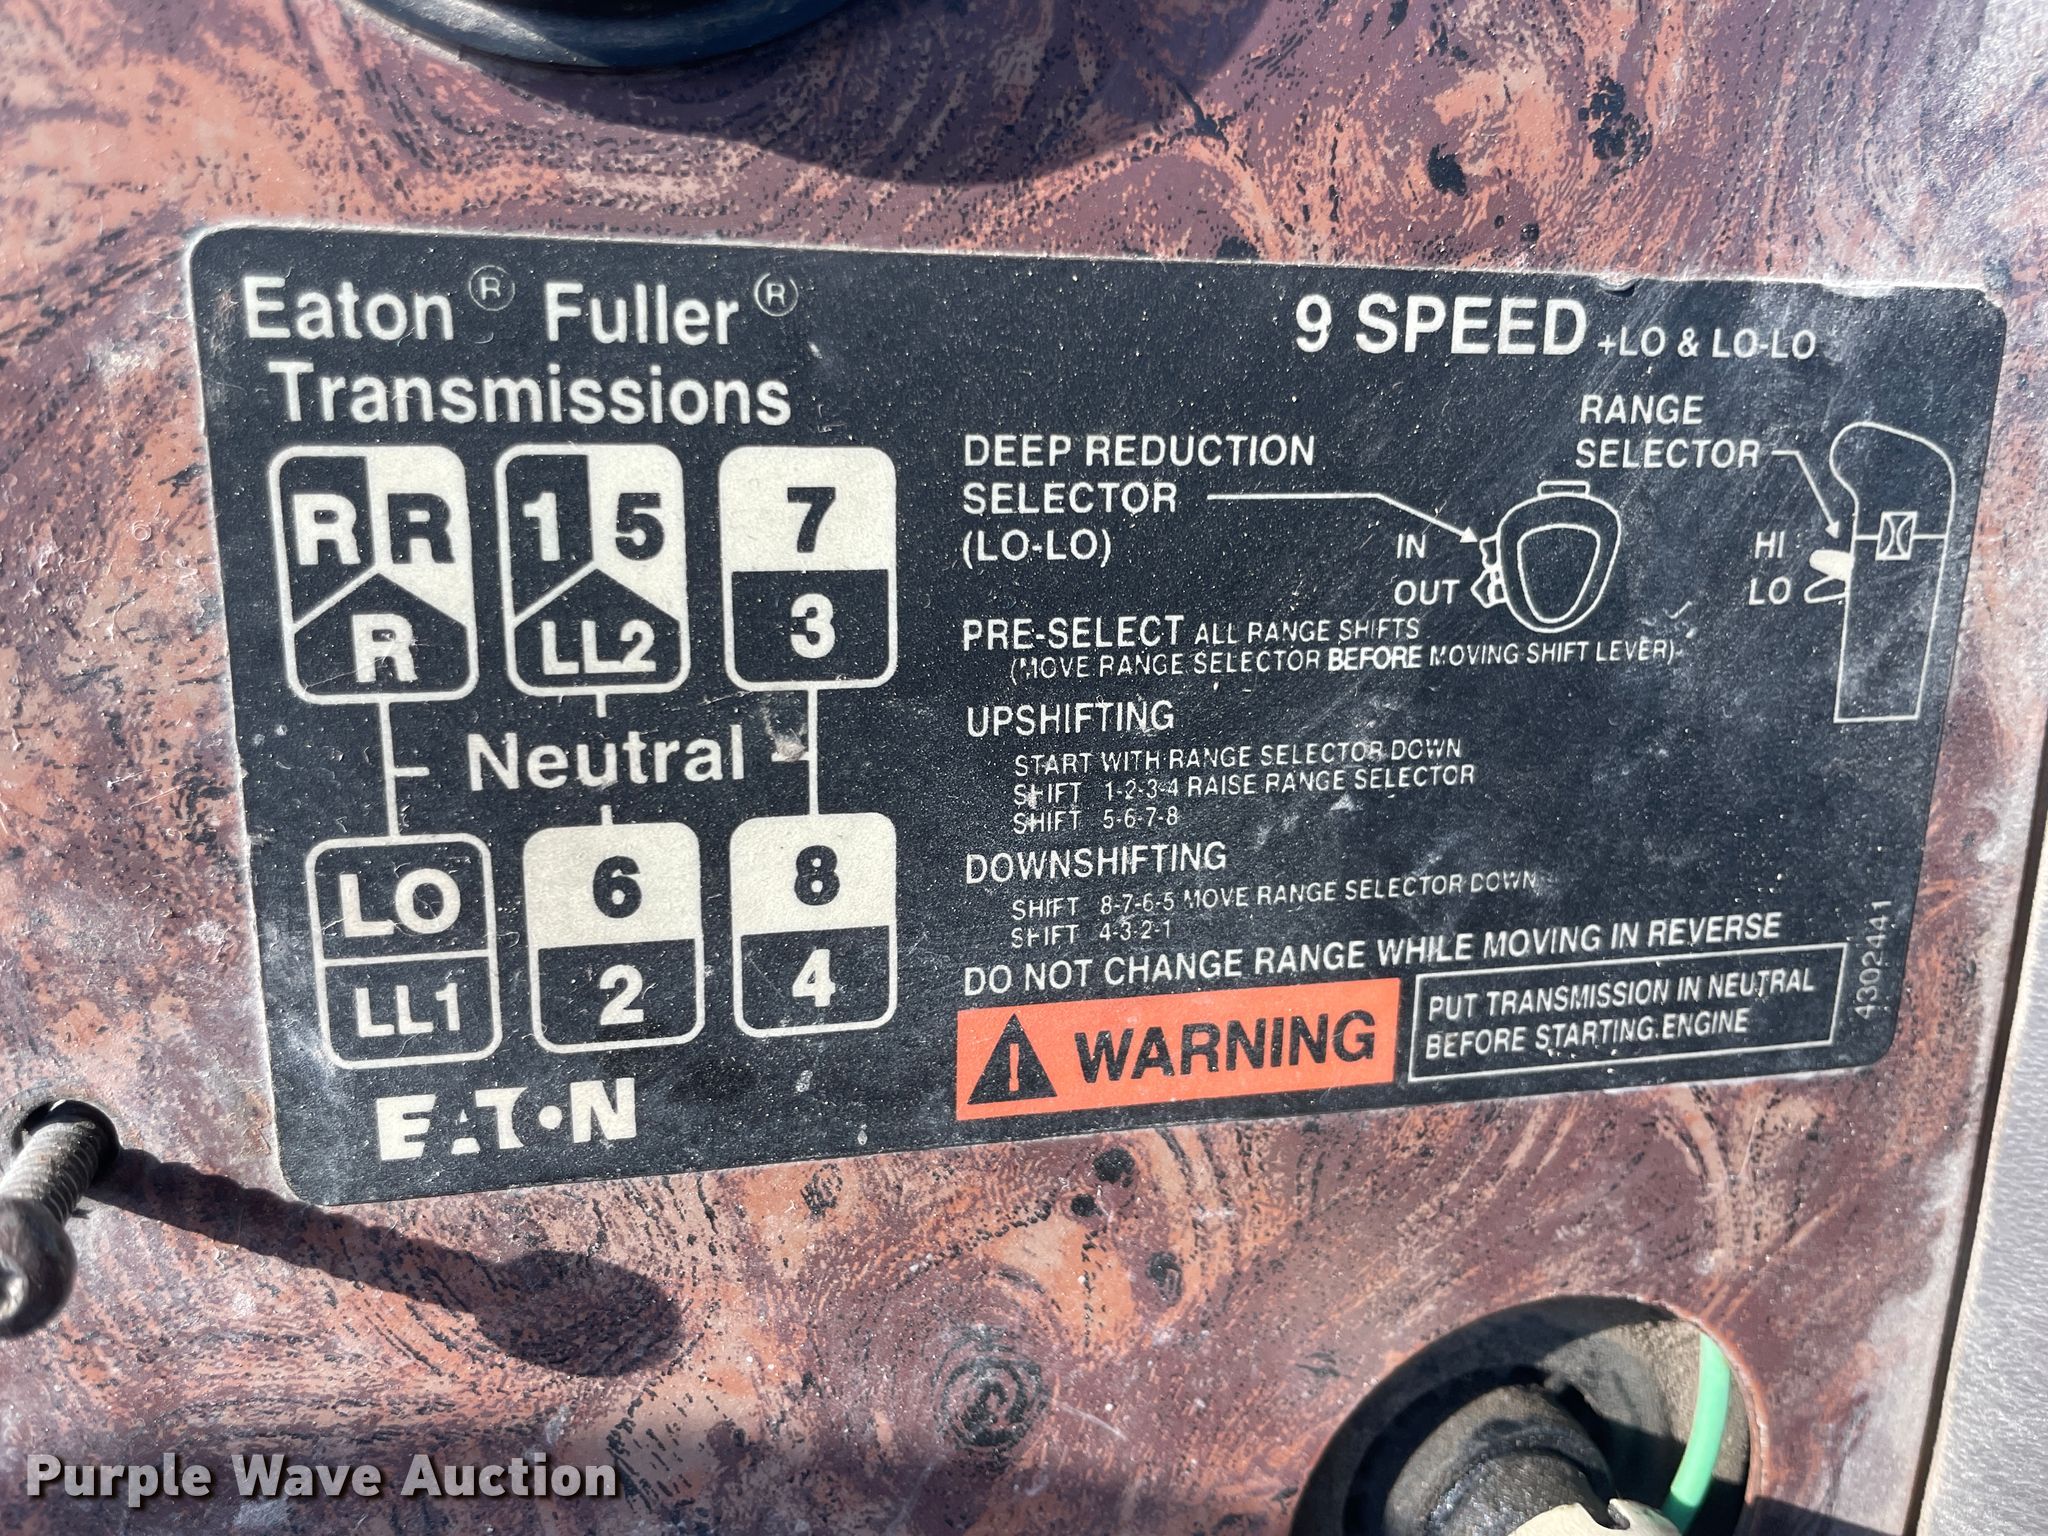 Eaton® Fuller®
Transmissions
9 SPEED +LO & LO-LO
R R
R
1 5
LL2
7
3
Neutral
LO
LL1
6
2
8
4
EATON
DEEP REDUCTION
SELECTOR
(LO-LO)
IN
OUT
RANGE
SELECTOR
HI
LO
PRE-SELECT ALL RANGE SHIFTS
(MOVE RANGE SELECTOR BEFORE MOVING SHIFT LEVER)
UPSHIFTING
START WITH RANGE SELECTOR DOWN
SHIFT 1-2-3-4 RAISE RANGE SELECTOR
SHIFT 5-6-7-8
DOWNSHIFTING
SHIFT 8-7-6-5 MOVE RANGE SELECTOR DOWN
SHIFT 4-3-2-1
DO NOT CHANGE RANGE WHILE MOVING IN REVERSE
WARNING
PUT TRANSMISSION IN NEUTRAL
BEFORE STARTING ENGINE
4302441
Purple Wave Auction